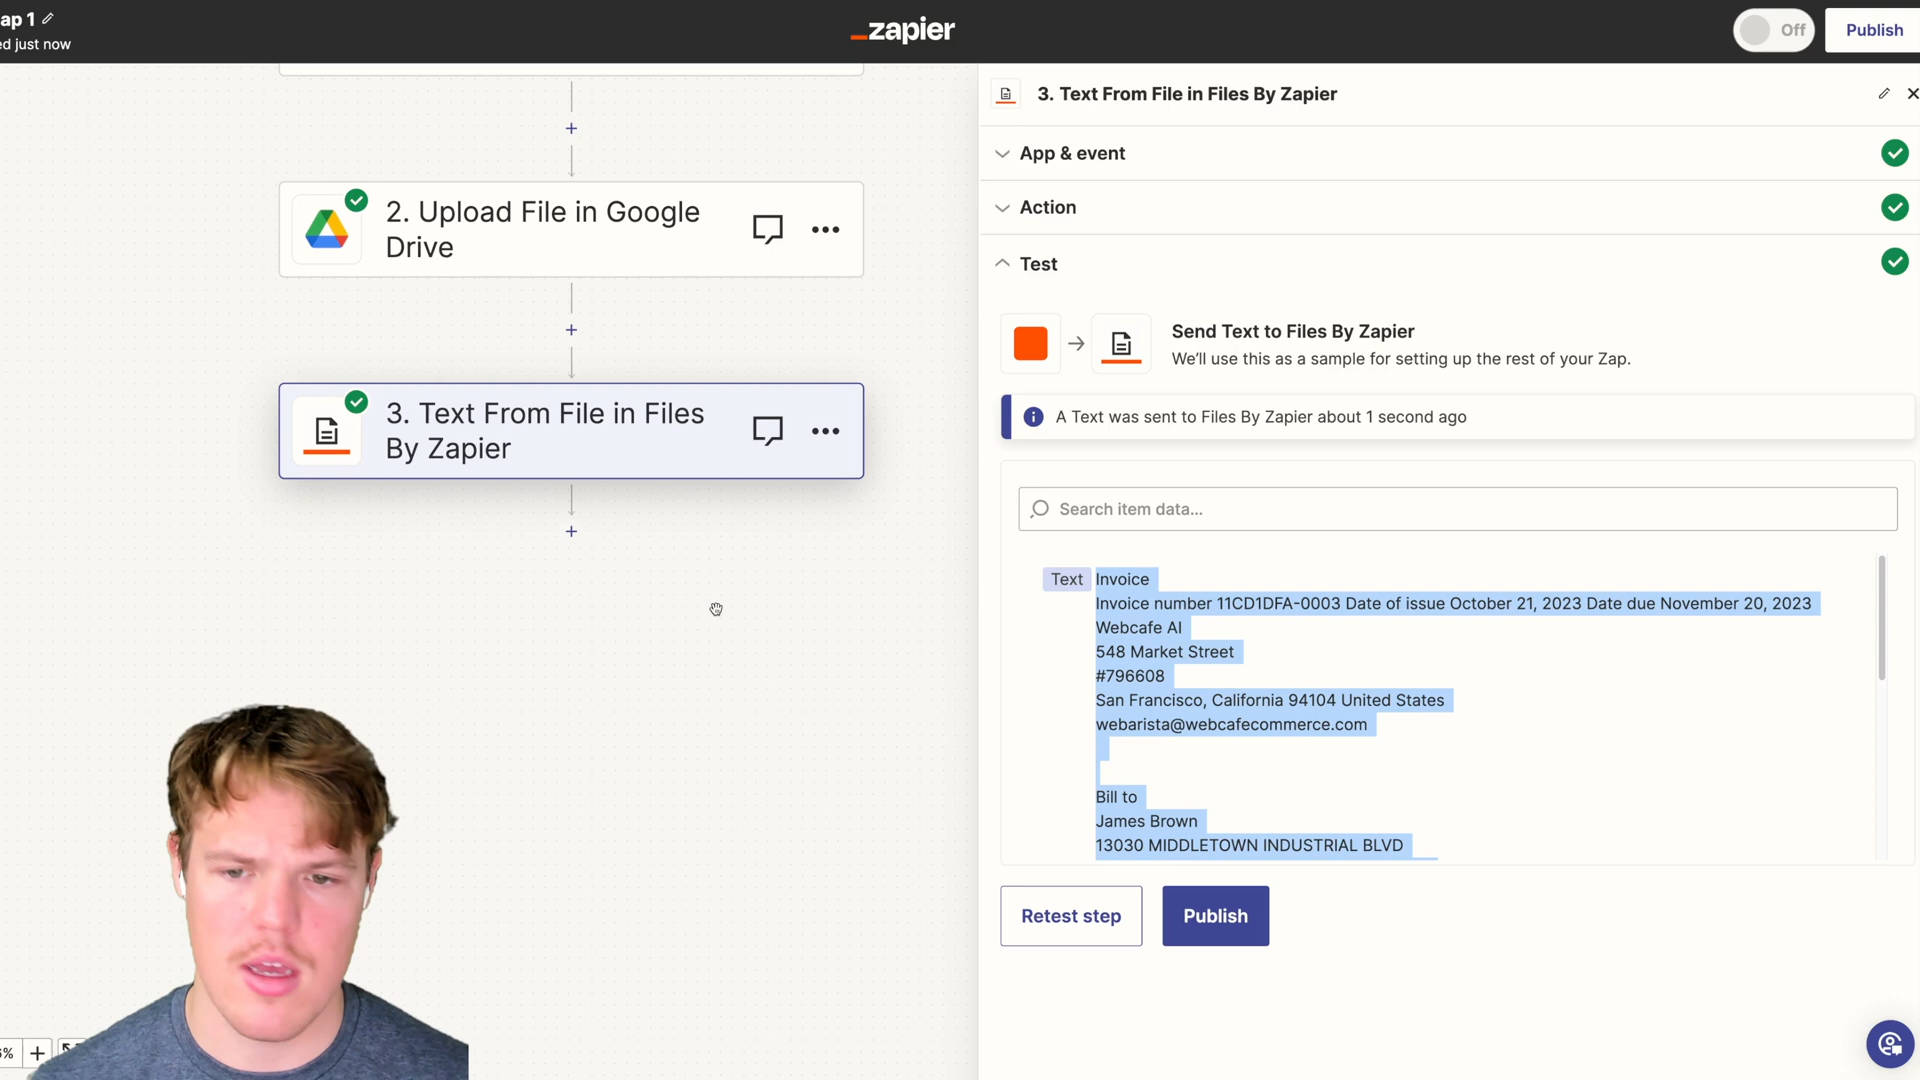 ap 1
ed just now
zapier
Off
Publish
2. Upload File in Google
Drive
3. Text From File in Files
By Zapier
3. Text From File in Files By Zapier
App & event
Action
Test
Send Text to Files By Zapier
We'll use this as a sample for setting up the rest of your Zap.
A Text was sent to Files By Zapier about 1 second ago
Search item data...
Text
Invoice
Invoice number 11CD1DFA-0003 Date of issue October 21, 2023 Date due November 20, 2023
Webcafe AI
548 Market Street
#796608
San Francisco, California 94104 United States
webarista@webcafecommerce.com
Bill to
James Brown
13030 MIDDLETOWN INDUSTRIAL BLVD
Retest step
Publish